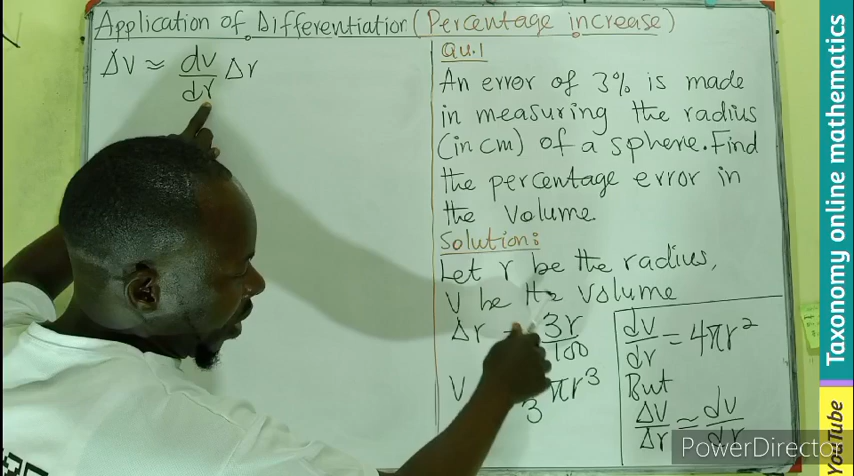 Application of Differentiation (Percentage increase)
ΔV ≈ dv/dr Δr
Qu.1
An error of 3% is made
in measuring the radius
(in cm) of a sphere. Find
the percentage error in
the volume.
Solution:
Let r be the radius,
V be the volume
Δr = 3r/100
V 3 πr³
dv/dr = 4πr²
But
ΔV/Δr ≈ dv/dr
PowerDirector
Taxonomy online mathematics
YouTube